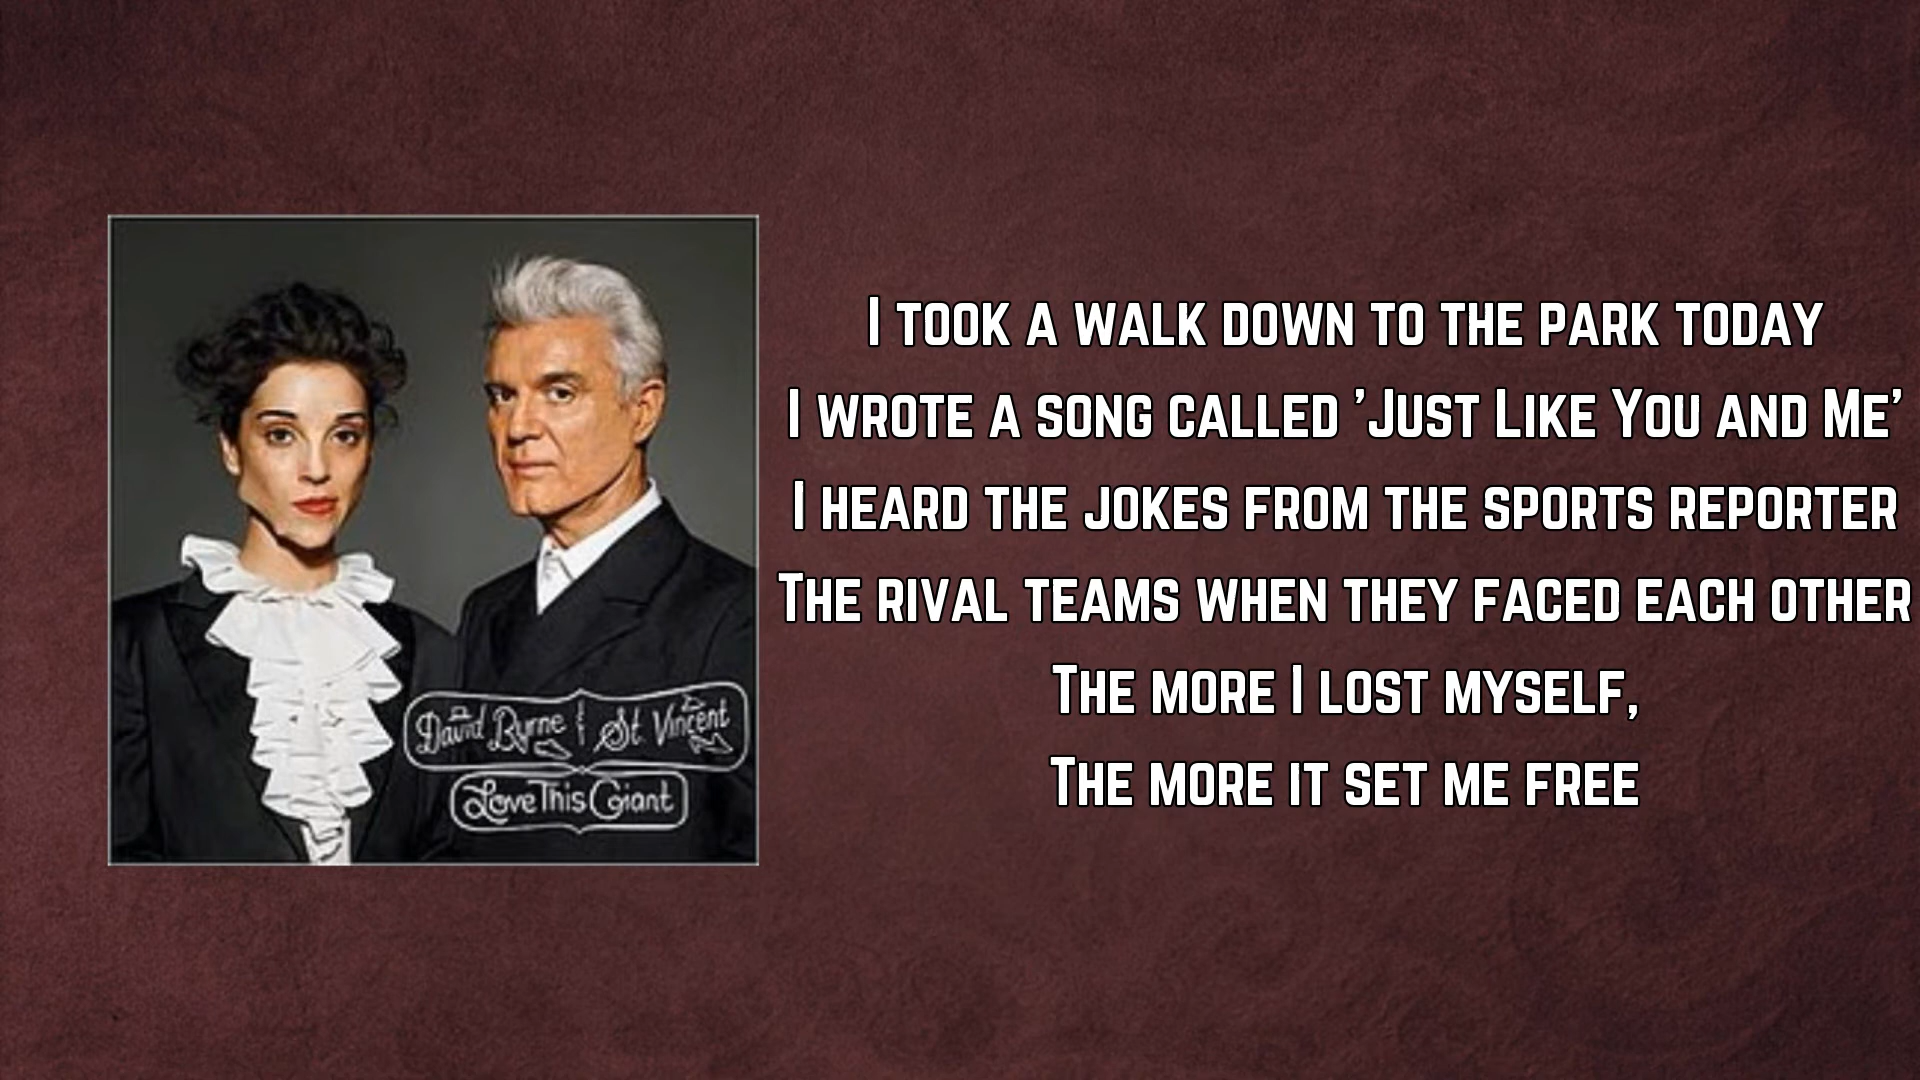 David Byrne & St. Vincent
Love This Giant
I took a walk down to the park today
I wrote a song called 'Just Like You and Me'
I heard the jokes from the sports reporter
The rival teams when they faced each other
The more I lost myself,
The more it set me free